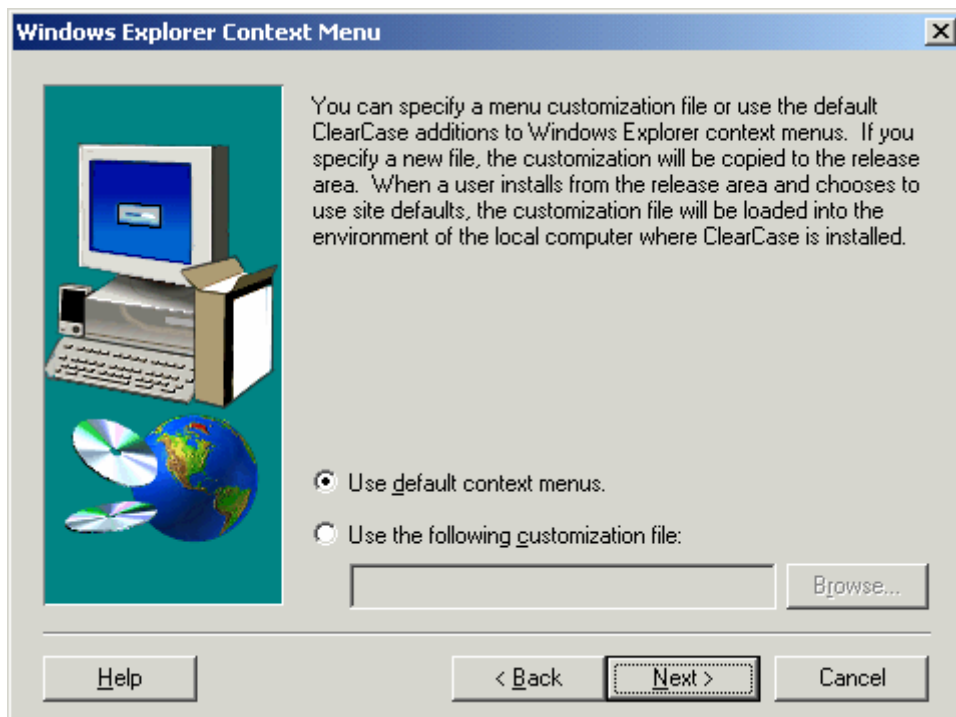 Windows Explorer Context Menu
You can specify a menu customization file or use the default
ClearCase additions to Windows Explorer context menus. If you
specify a new file, the customization will be copied to the release
area. When a user installs from the release area and chooses to
use site defaults, the customization file will be loaded into the
environment of the local computer where ClearCase is installed.
Use default context menus.
Use the following customization file:
Browse...
Help
< Back
Next >
Cancel